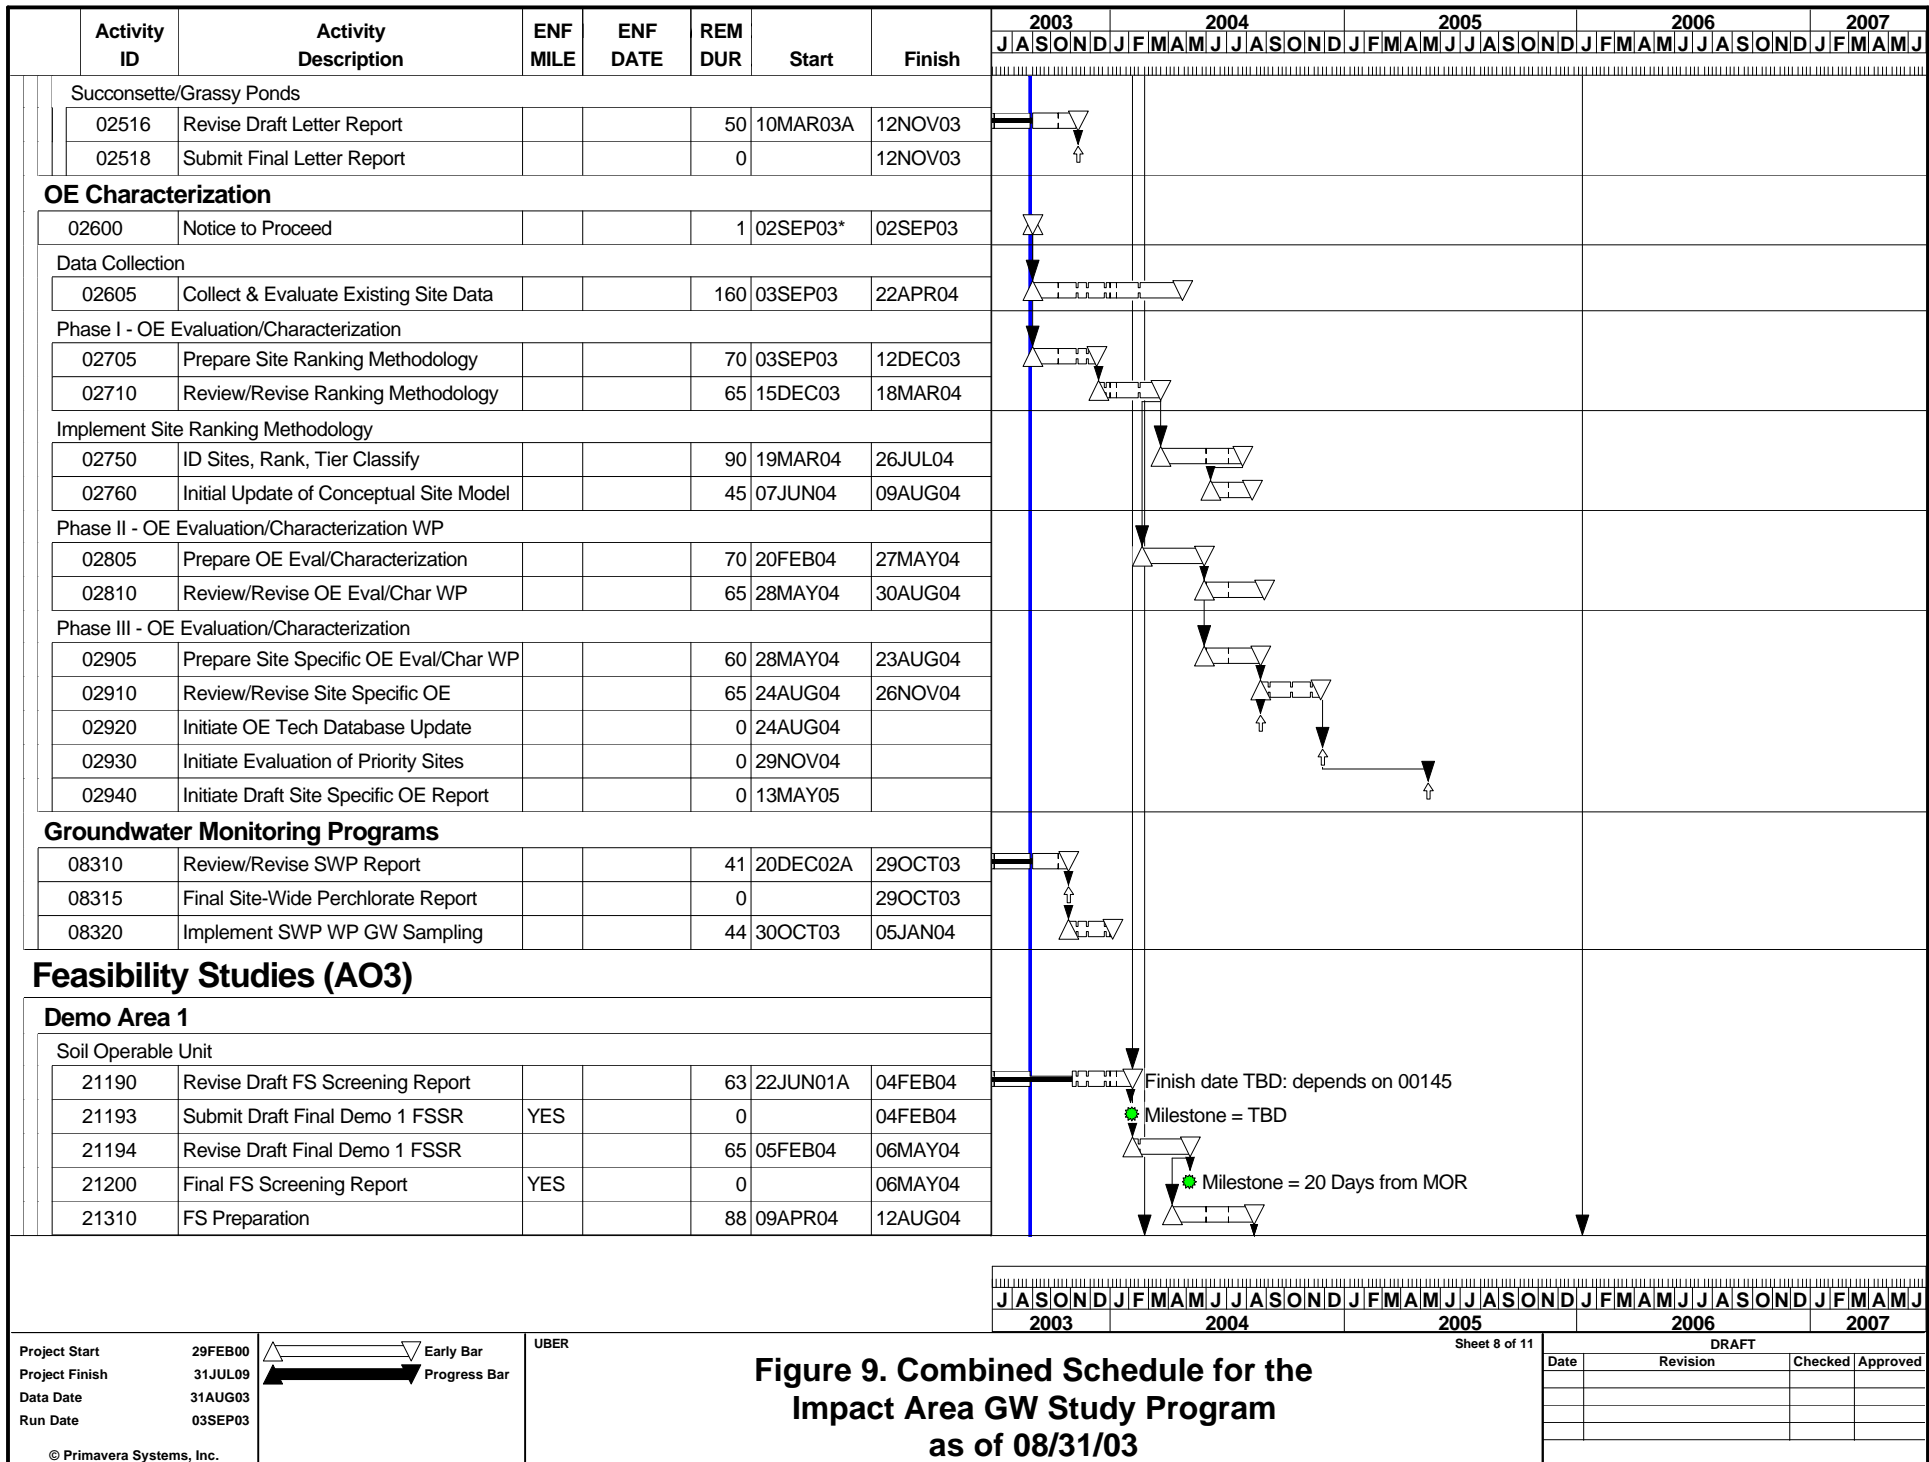 Activity ID Activity Description ENF MILE ENF DATE REM DUR Start Finish
2003 2004 2005 2006 2007
J A S O N D J F M A M J J A S O N D J F M A M J J A S O N D J F M A M J J A S O N D J F M A M J
Succonsette/Grassy Ponds
02516 Revise Draft Letter Report 50 10MAR03A 12NOV03
02518 Submit Final Letter Report 0 12NOV03
OE Characterization
02600 Notice to Proceed 1 02SEP03* 02SEP03
Data Collection
02605 Collect & Evaluate Existing Site Data 160 03SEP03 22APR04
Phase I - OE Evaluation/Characterization
02705 Prepare Site Ranking Methodology 70 03SEP03 12DEC03
02710 Review/Revise Ranking Methodology 65 15DEC03 18MAR04
Implement Site Ranking Methodology
02750 ID Sites, Rank, Tier Classify 90 19MAR04 26JUL04
02760 Initial Update of Conceptual Site Model 45 07JUN04 09AUG04
Phase II - OE Evaluation/Characterization WP
02805 Prepare OE Eval/Characterization 70 20FEB04 27MAY04
02810 Review/Revise OE Eval/Char WP 65 28MAY04 30AUG04
Phase III - OE Evaluation/Characterization
02905 Prepare Site Specific OE Eval/Char WP 60 28MAY04 23AUG04
02910 Review/Revise Site Specific OE 65 24AUG04 26NOV04
02920 Initiate OE Tech Database Update 0 24AUG04
02930 Initiate Evaluation of Priority Sites 0 29NOV04
02940 Initiate Draft Site Specific OE Report 0 13MAY05
Groundwater Monitoring Programs
08310 Review/Revise SWP Report 41 20DEC02A 29OCT03
08315 Final Site-Wide Perchlorate Report 0 29OCT03
08320 Implement SWP WP GW Sampling 44 30OCT03 05JAN04
Feasibility Studies (AO3)
Demo Area 1
Soil Operable Unit
21190 Revise Draft FS Screening Report 63 22JUN01A 04FEB04 Finish date TBD: depends on 00145
21193 Submit Draft Final Demo 1 FSSR YES 0 04FEB04 Milestone = TBD
21194 Revise Draft Final Demo 1 FSSR 65 05FEB04 06MAY04
21200 Final FS Screening Report YES 0 06MAY04 Milestone = 20 Days from MOR
21310 FS Preparation 88 09APR04 12AUG04
J A S O N D J F M A M J J A S O N D J F M A M J J A S O N D J F M A M J J A S O N D J F M A M J
2003 2004 2005 2006 2007
Project Start 29FEB00
Project Finish 31JUL09
Data Date 31AUG03
Run Date 03SEP03
© Primavera Systems, Inc.
Early Bar
Progress Bar
UBER
Figure 9. Combined Schedule for the
Impact Area GW Study Program
as of 08/31/03
Sheet 8 of 11
DRAFT
Date Revision Checked Approved